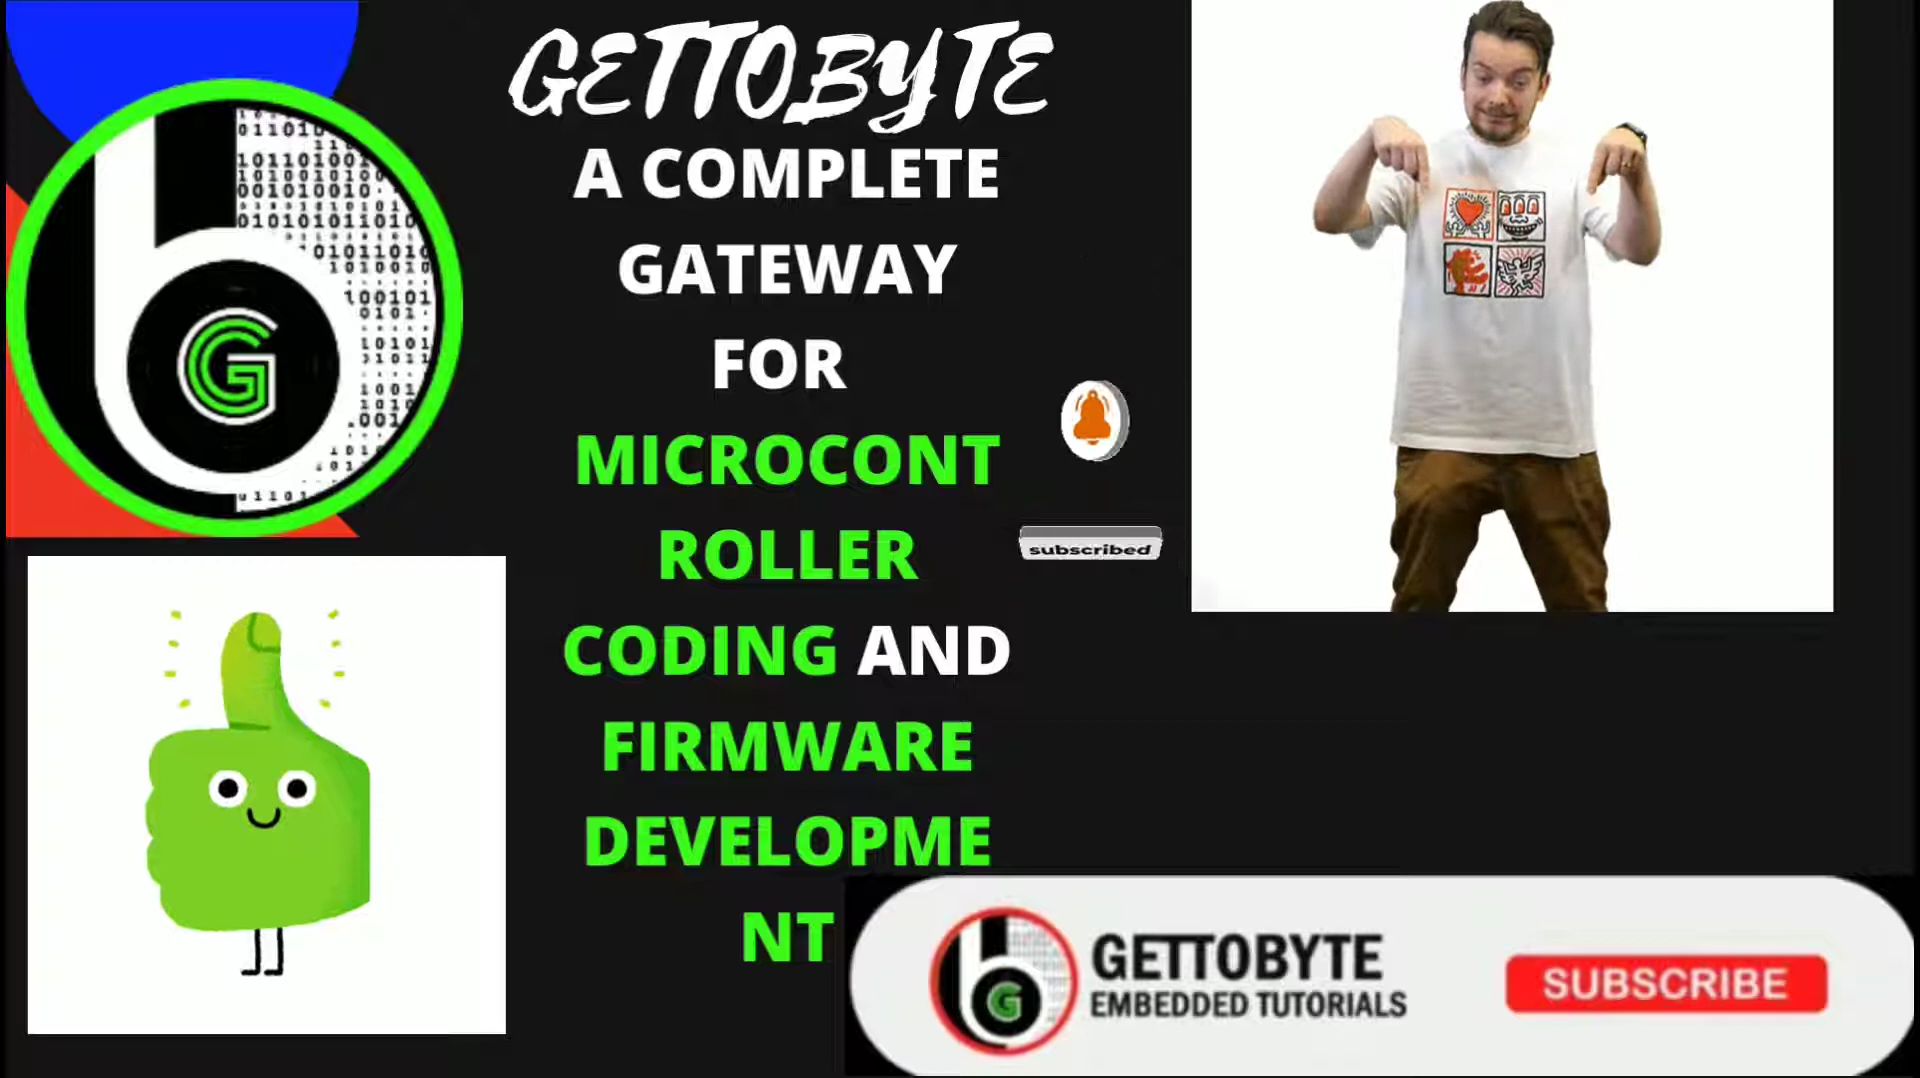 GETTOBYTE
A COMPLETE
GATEWAY
FOR
MICROCONT
ROLLER
CODING AND
FIRMWARE
DEVELOPME
NT
subscribed
GETTOBYTE
EMBEDDED TUTORIALS
SUBSCRIBE